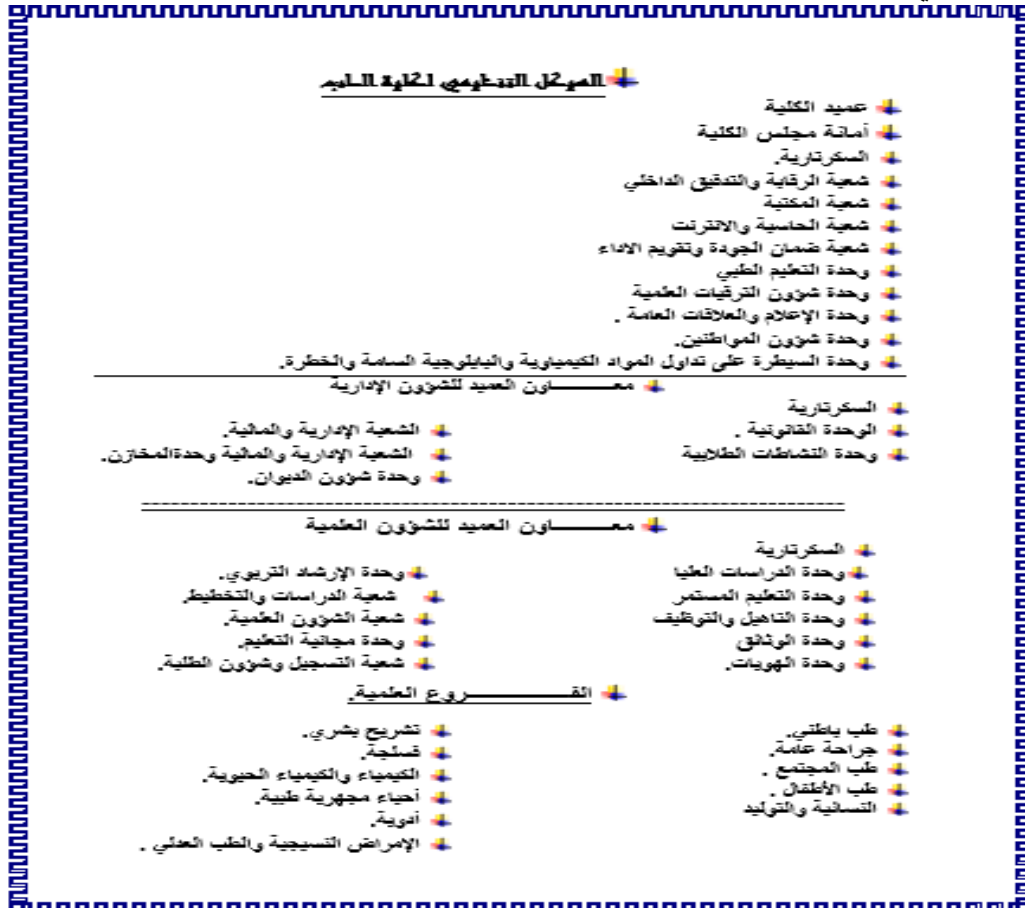 الهيكل التنظيمي لكلية الطب
عميد الكلية
أمانة مجلس الكلية
السكرتارية.
شعبة الرقابة والتدقيق الداخلي
شعبة المكتبة
شعبة الحاسبة والانترنت
شعبة ضمان الجودة وتقويم الاداء
وحدة التعليم الطبي
وحدة شؤون الترقيات العلمية
وحدة الإعلام والعلاقات العامة .
وحدة شؤون المواطنين.
وحدة السيطرة على تداول المواد الكيمياوية والبايلوجية السامة والخطرة.
معـــــــــاون العميد للشؤون الإدارية
السكرتارية
الوحدة القانونية . الشعبة الإدارية والمالية.
وحدة النشاطات الطلابية الشعبة الإدارية والمالية وحدةالمخازن.
وحدة شؤون الديوان.
معـــــــــاون العميد للشؤون العلمية
السكرتارية
وحدة الدراسات العليا وحدة الإرشاد التربوي.
وحدة التعليم المستمر شعبة الدراسات والتخطيط.
وحدة التاهيل والتوظيف شعبة الشؤون العلمية.
وحدة الوثائق وحدة مجانية التعليم.
وحدة الهويات. شعبة التسجيل وشؤون الطلبة.
الفـــــــــــــــروع العلمية.
طب باطني. تشريح بشري.
جراحة عامة. فسلجة.
طب المجتمع . الكيمياء والكيمياء الحيوية.
طب الأطفال . أحياء مجهرية طبية.
النسائية والتوليد أدوية.
الإمراض النسيجية والطب العدلي .